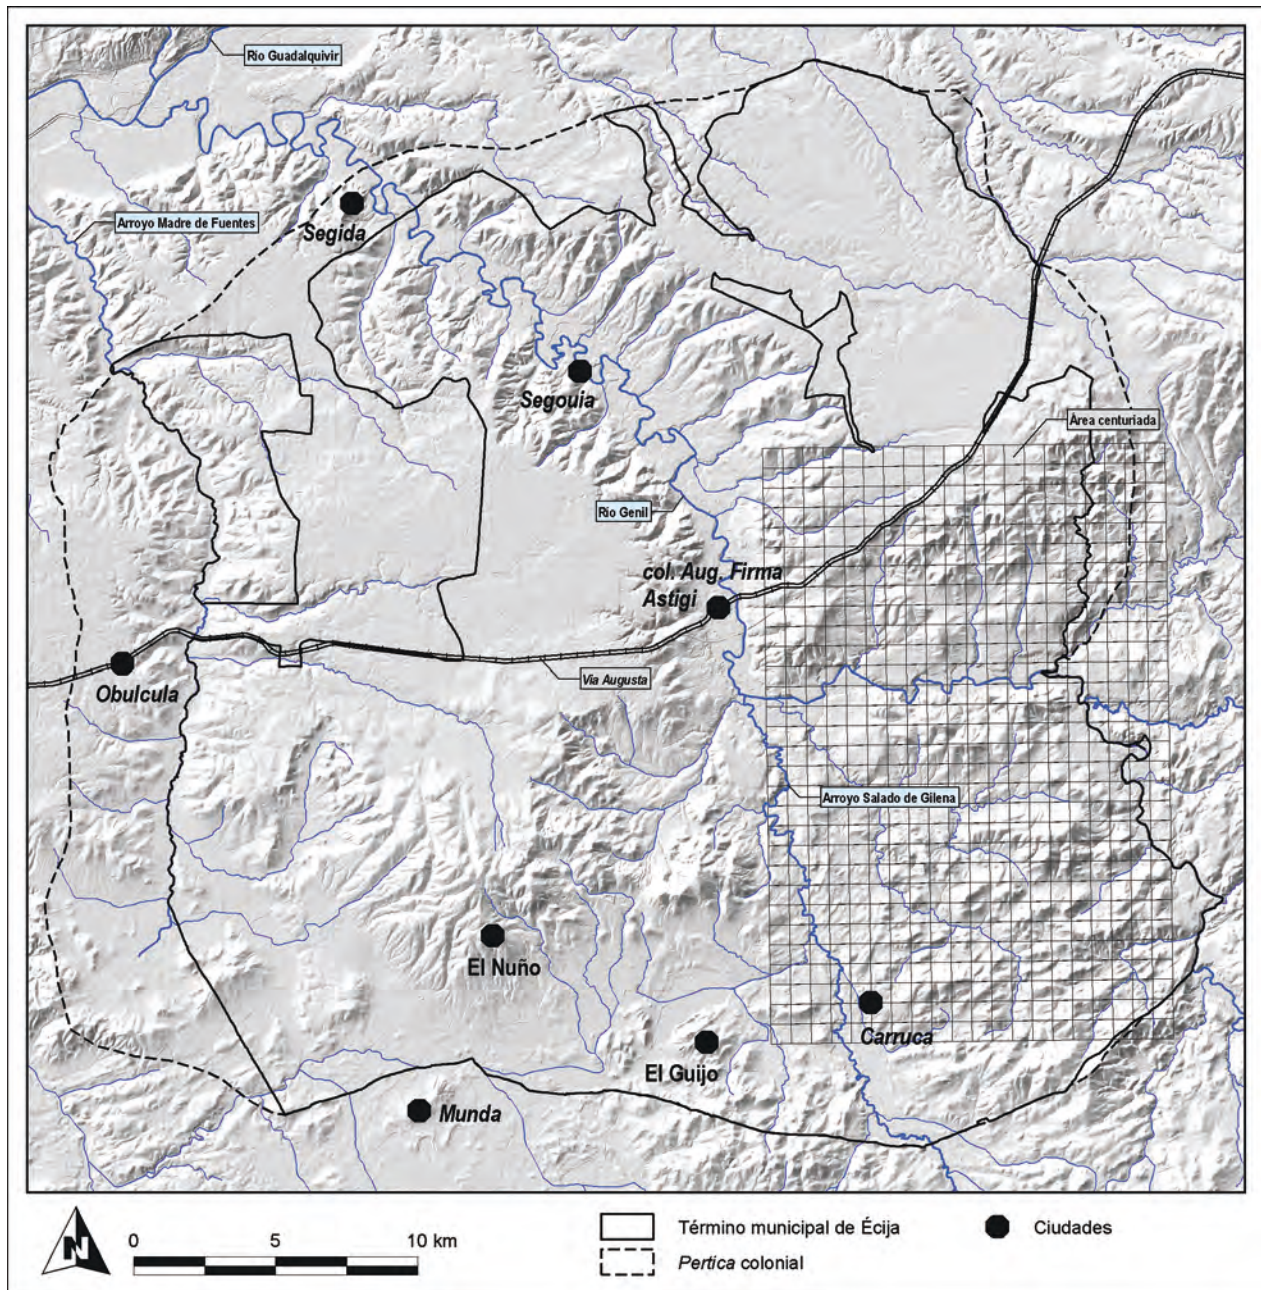 Río Guadalquivir
Arroyo Madre de Fuentes
Segida
Segouia
Área centuriada
Río Genil
col. Aug. Firma
Astigi
Obulcula
Via Augusta
Arroyo Salado de Gilena
El Nuño
Carruca
El Guijo
Munda
N
0 5 10 km
Término municipal de Écija
Ciudades
Pertica colonial